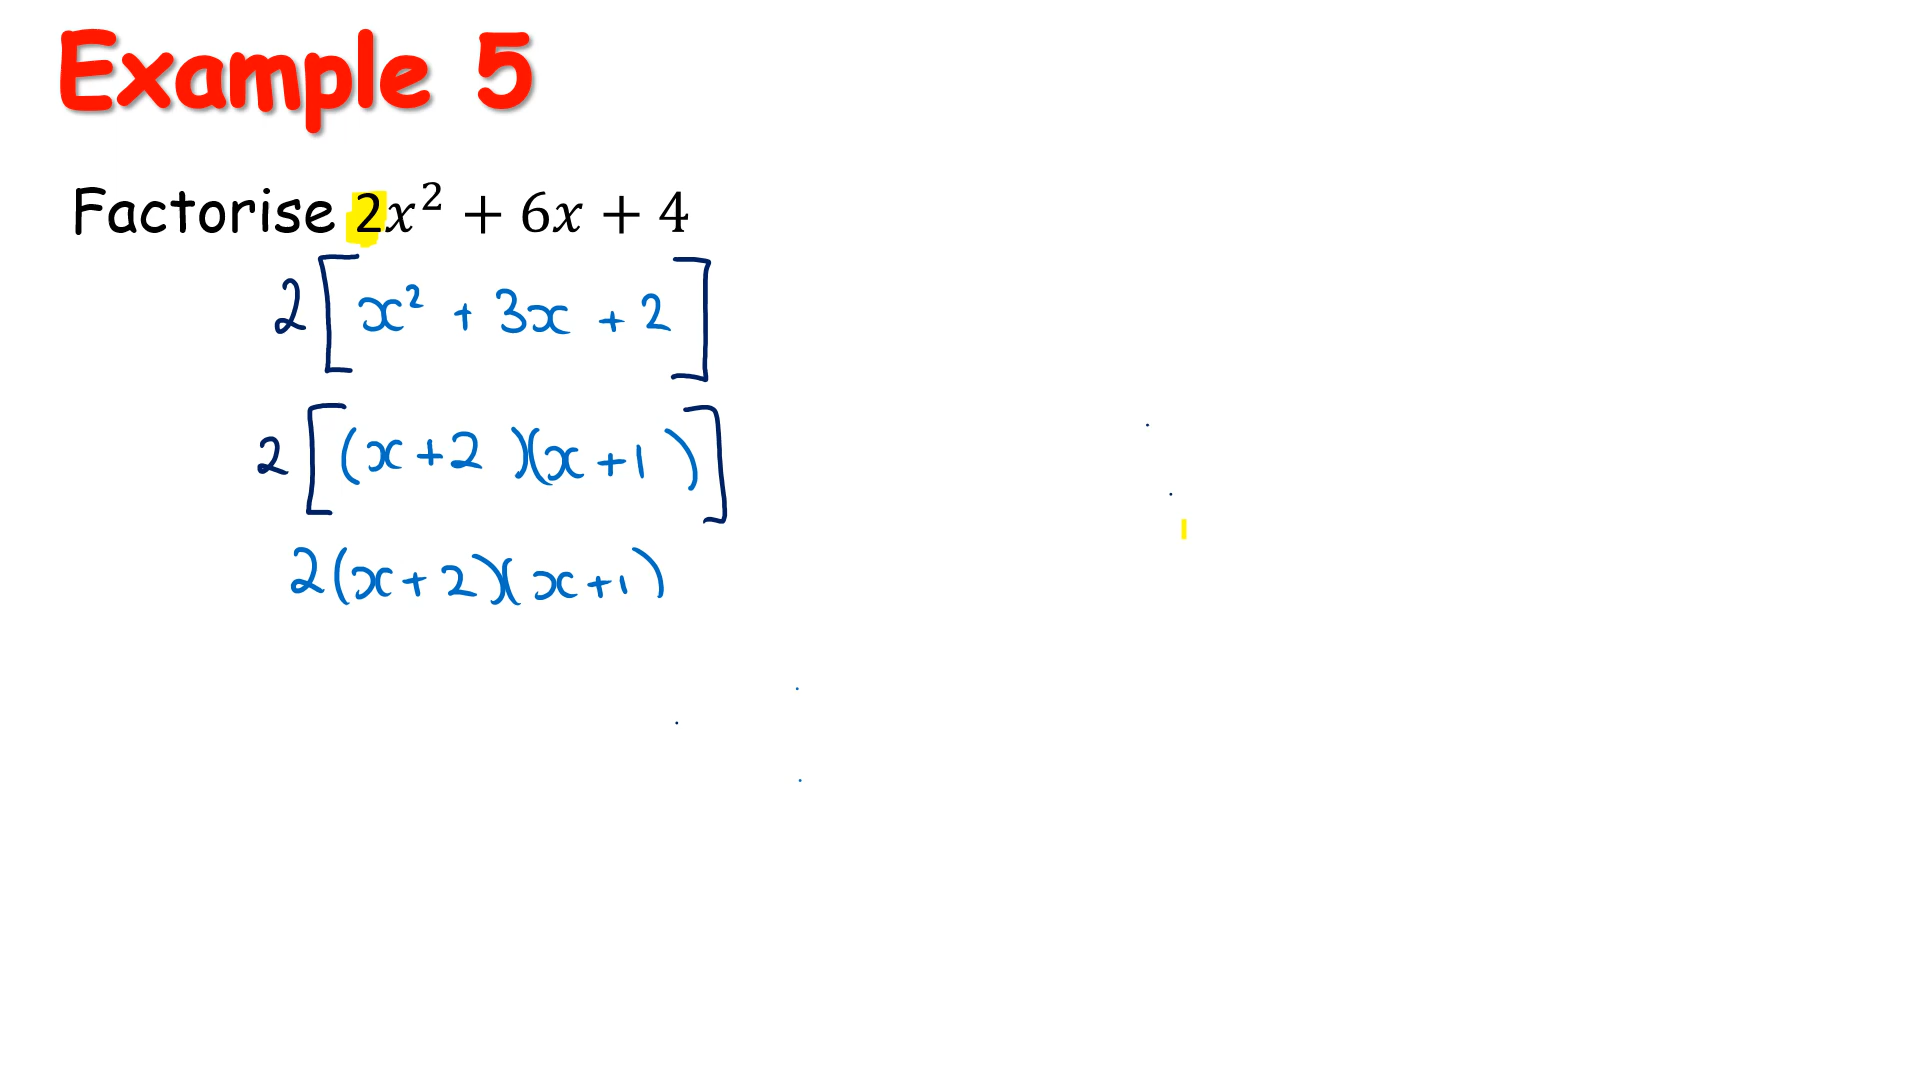 Example 5
Factorise 2x² + 6x + 4
2[x² + 3x + 2]
2[(x+2)(x+1)]
2(x+2)(x+1)